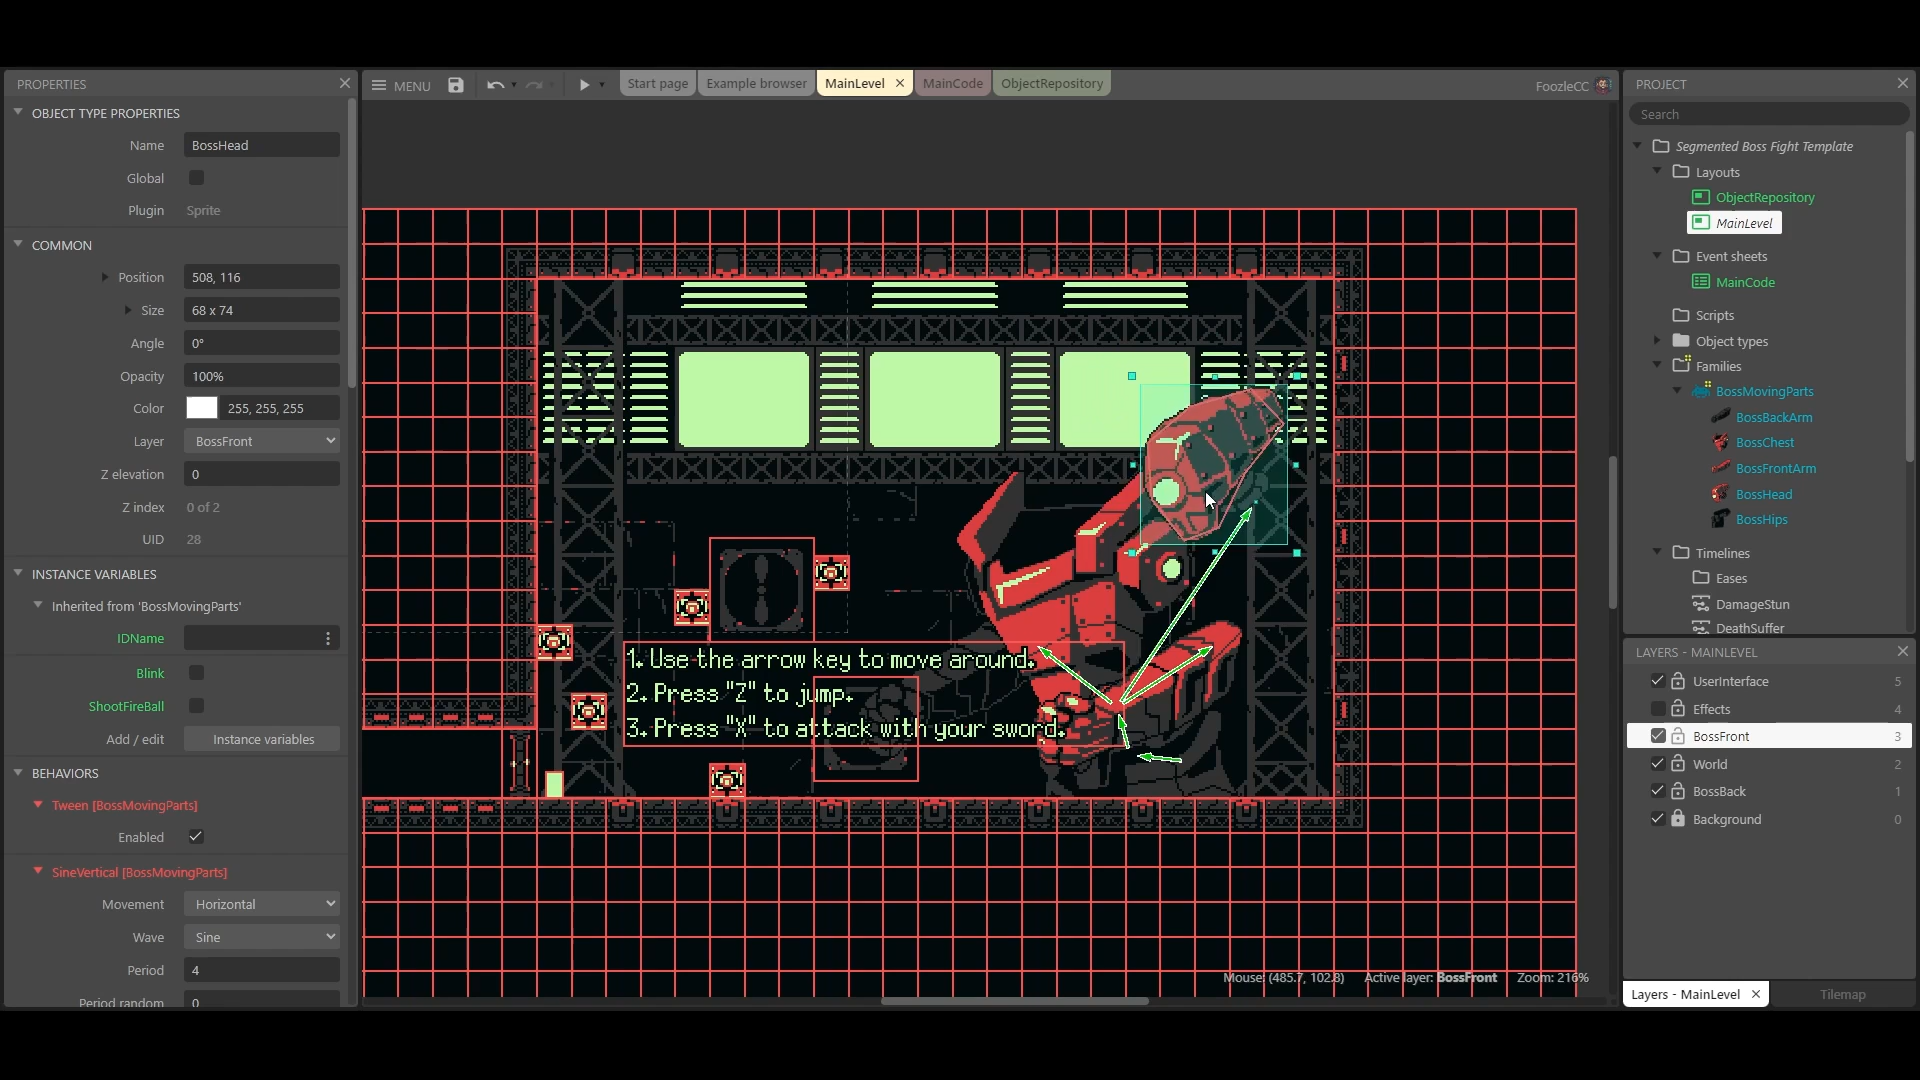 PROPERTIES
OBJECT TYPE PROPERTIES
Name BossHead
Global
Plugin Sprite
COMMON
Position 508, 116
Size 68 x 74
Angle 0°
Opacity 100%
Color 255, 255, 255
Layer BossFront
Z elevation 0
Z index 0 of 2
UID 28
INSTANCE VARIABLES
Inherited from 'BossMovingParts'
IDName
Blink
ShootFireBall
Add / edit Instance variables
BEHAVIORS
Tween [BossMovingParts]
Enabled
SineVertical [BossMovingParts]
Movement Horizontal
Wave Sine
Period 4
Period random 0
MENU
Start page
Example browser
MainLevel
MainCode
ObjectRepository
FoozleCC
1. Use the arrow key to move around.
2. Press "Z" to jump.
3. Press "X" to attack with your sword.
Mouse: (485.7, 102.8) Active layer: BossFront Zoom: 216%
PROJECT
Search
Segmented Boss Fight Template
Layouts
ObjectRepository
MainLevel
Event sheets
MainCode
Scripts
Object types
Families
BossMovingParts
BossBackArm
BossChest
BossFrontArm
BossHead
BossHips
Timelines
Eases
DamageStun
DeathSuffer
LAYERS - MAINLEVEL
UserInterface 5
Effects 4
BossFront 3
World 2
BossBack 1
Background 0
Layers - MainLevel
Tilemap